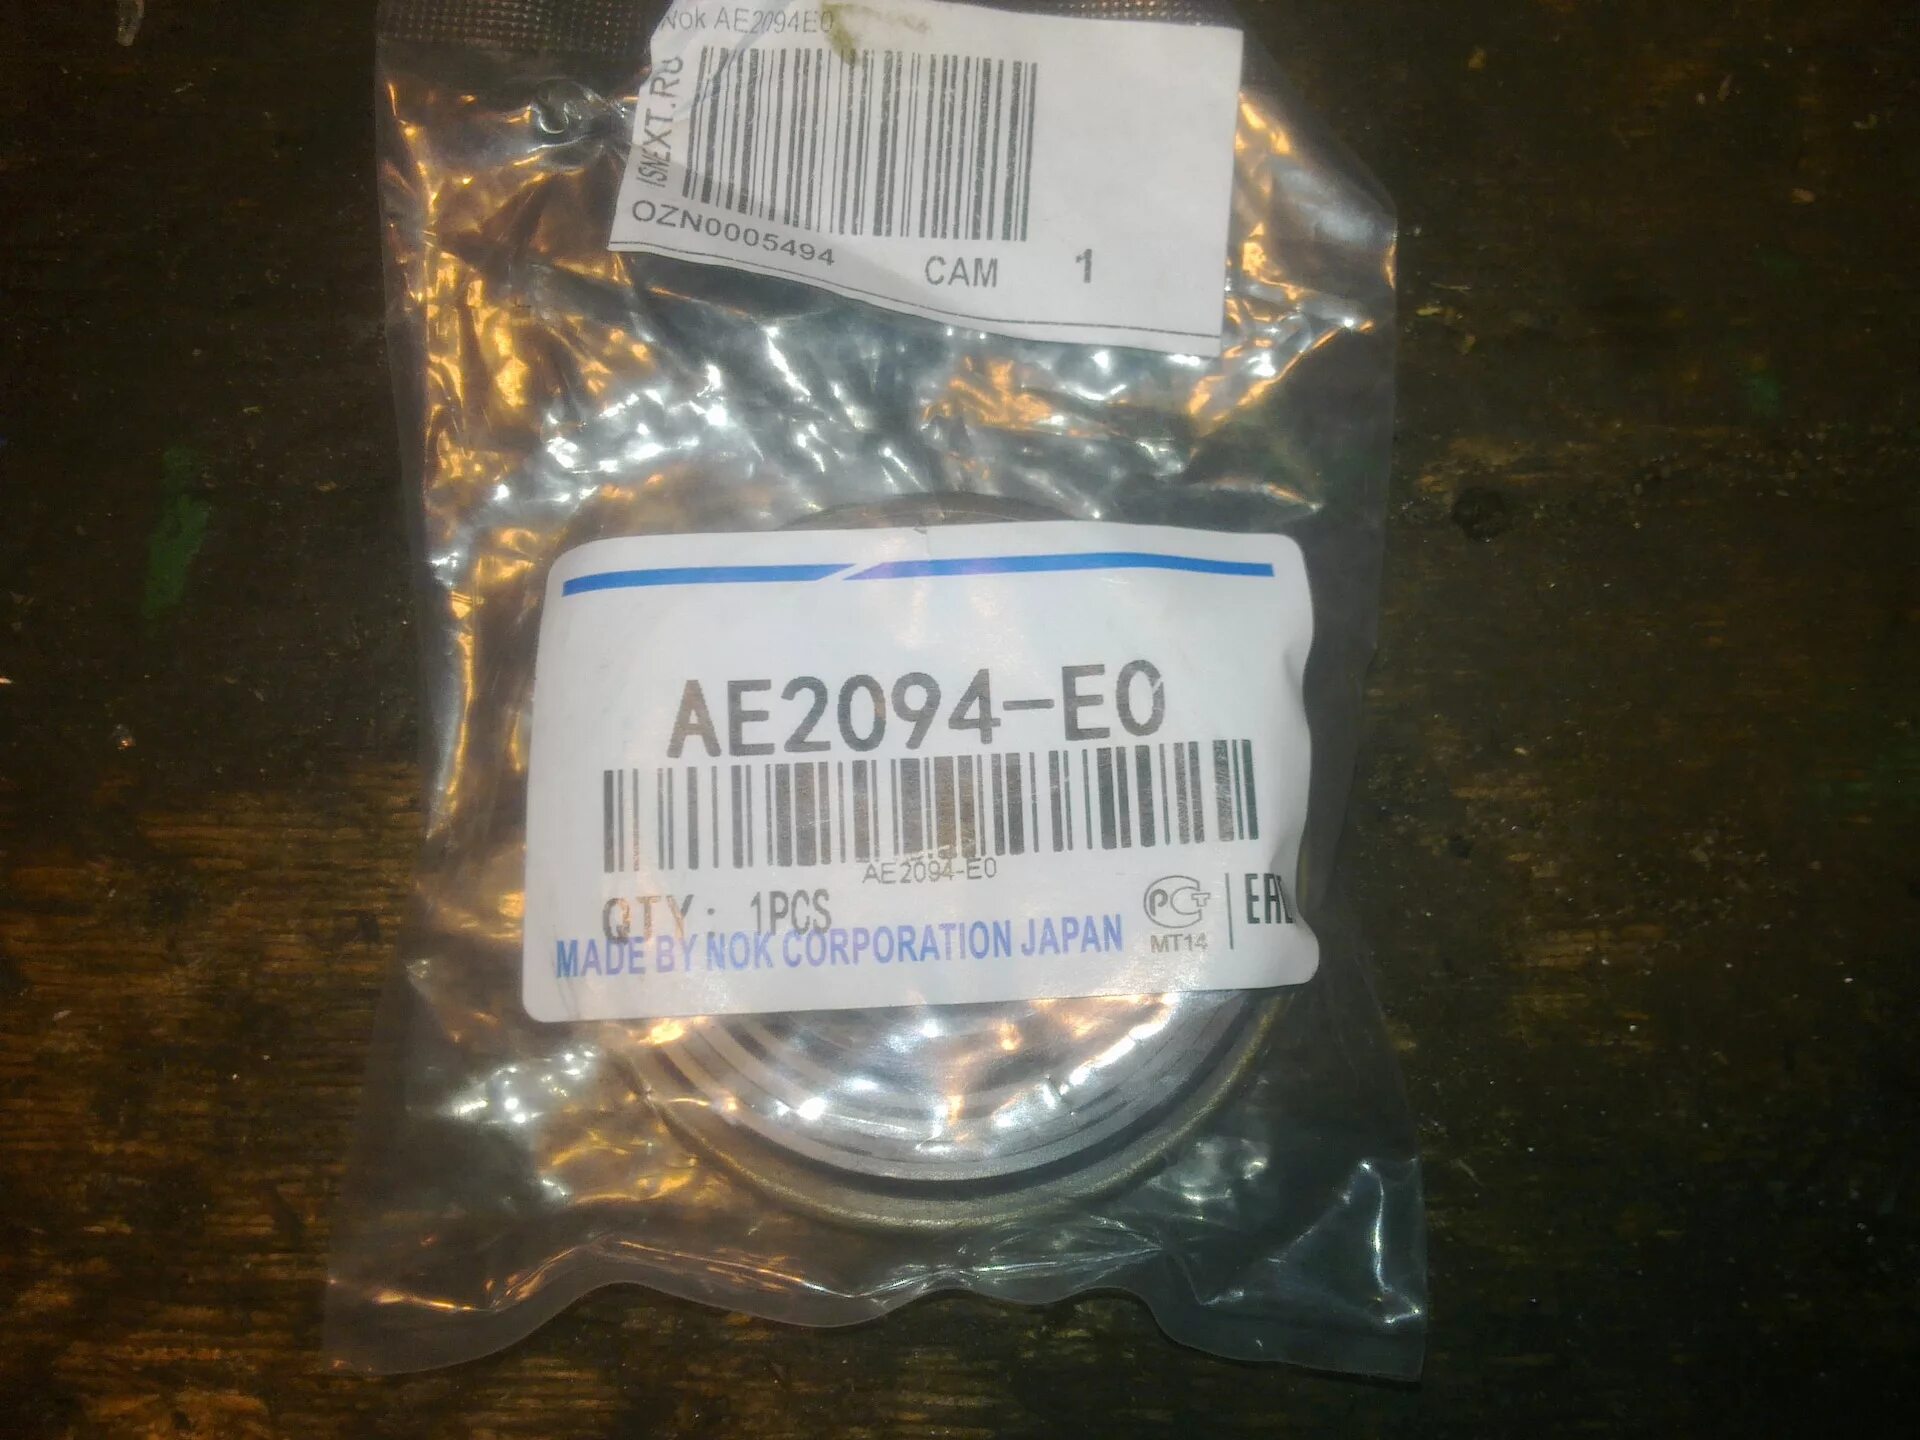 Nok AE2094E0
ISNEXT.RU
OZN0005494
CAM 1
AE2094-E0
AE2094-E0
QTY: 1PCS
MADE BY NOK CORPORATION JAPAN
РСТ
MT14
EAC